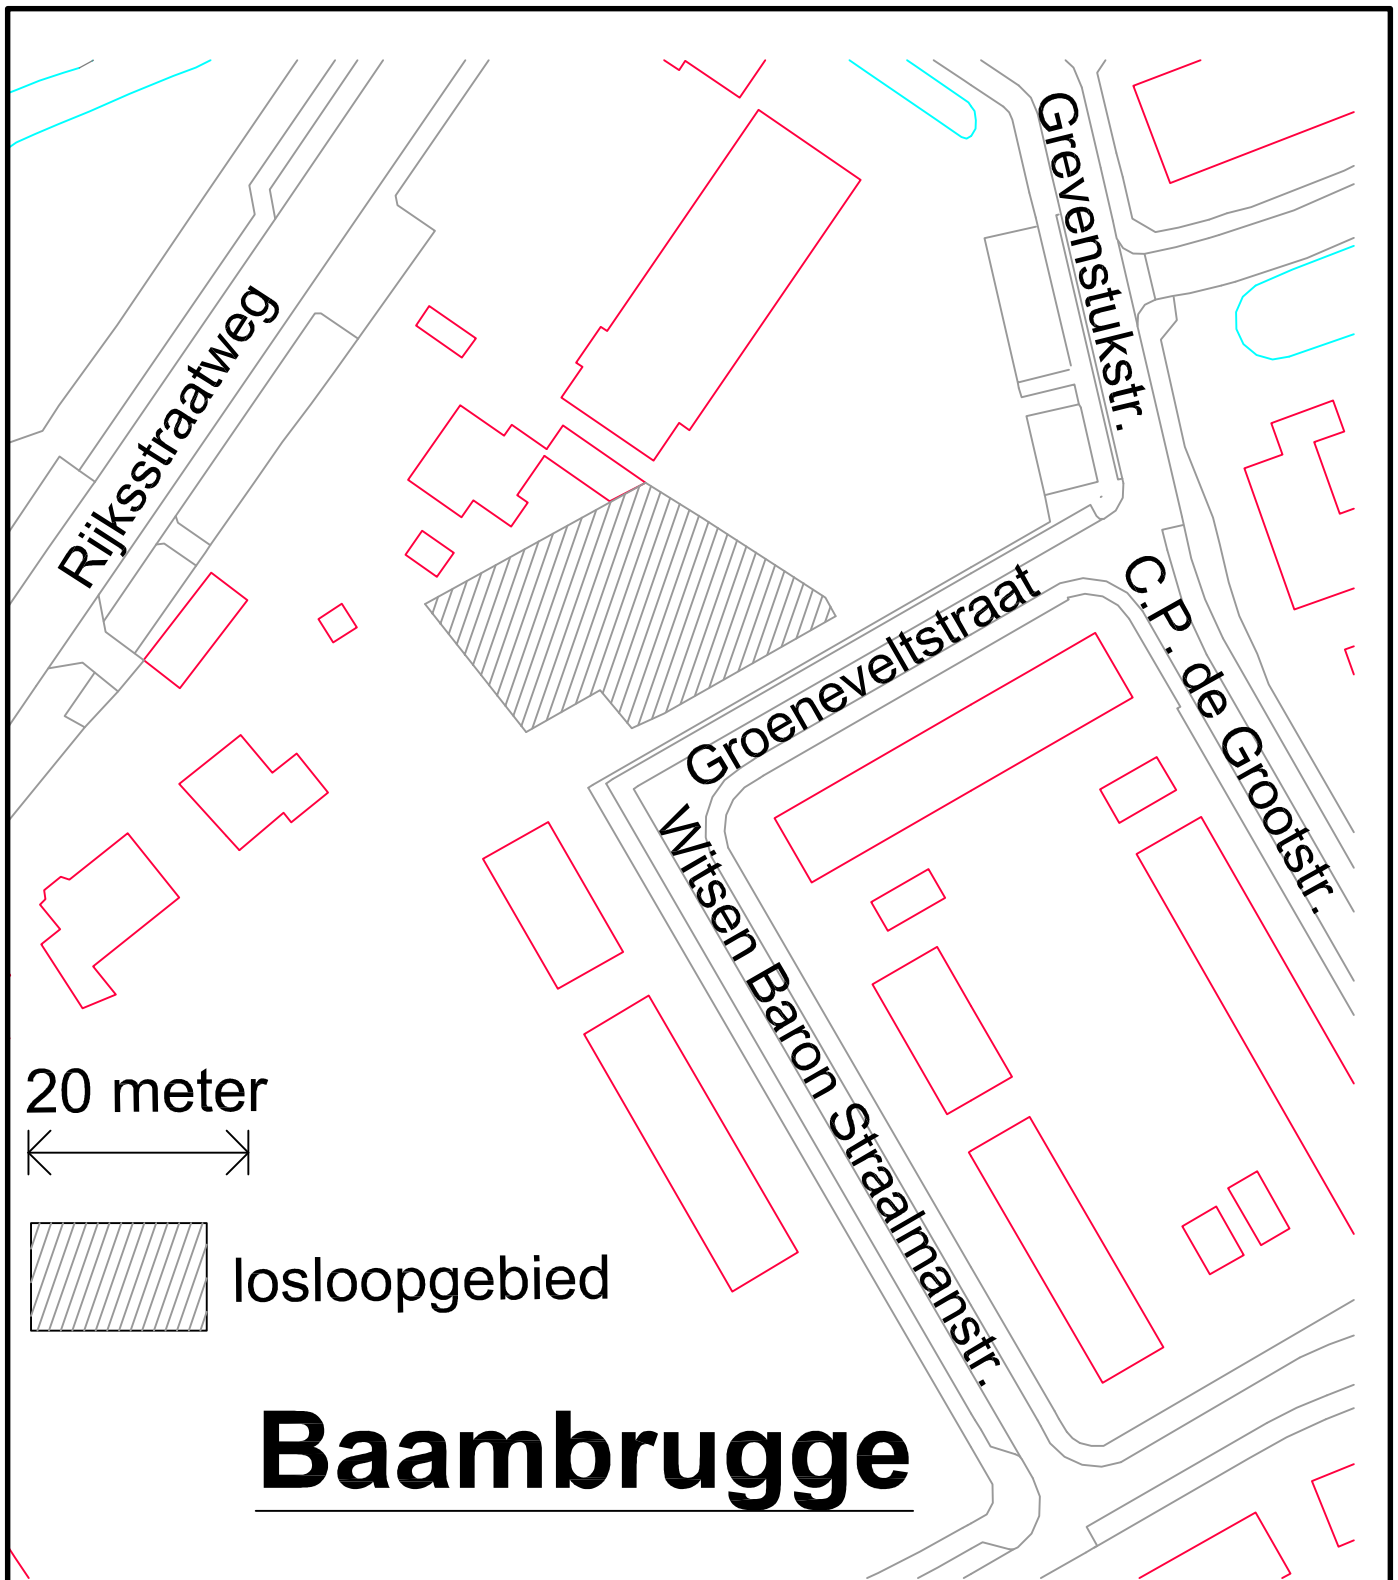 Grevenstukstr.
Rijksstraatweg
C.P. de Grootstr.
Groeneveltstraat
Witsen Baron Straalmanstr.
20 meter
losloopgebied
Baambrugge